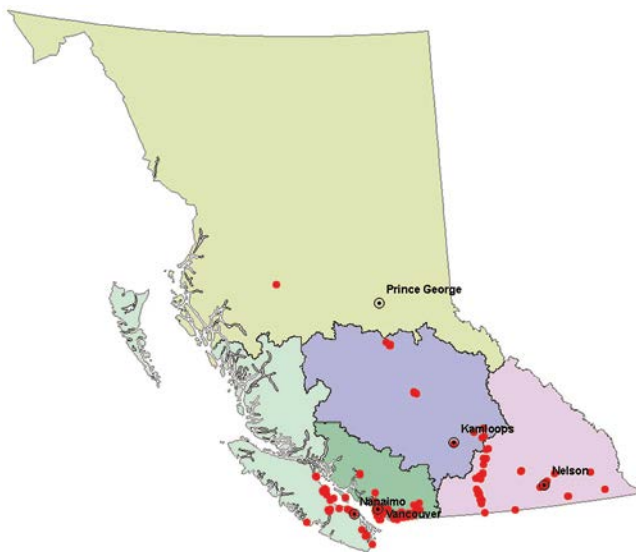 Prince George
Kamloops
Nelson
Nanaimo
Vancouver